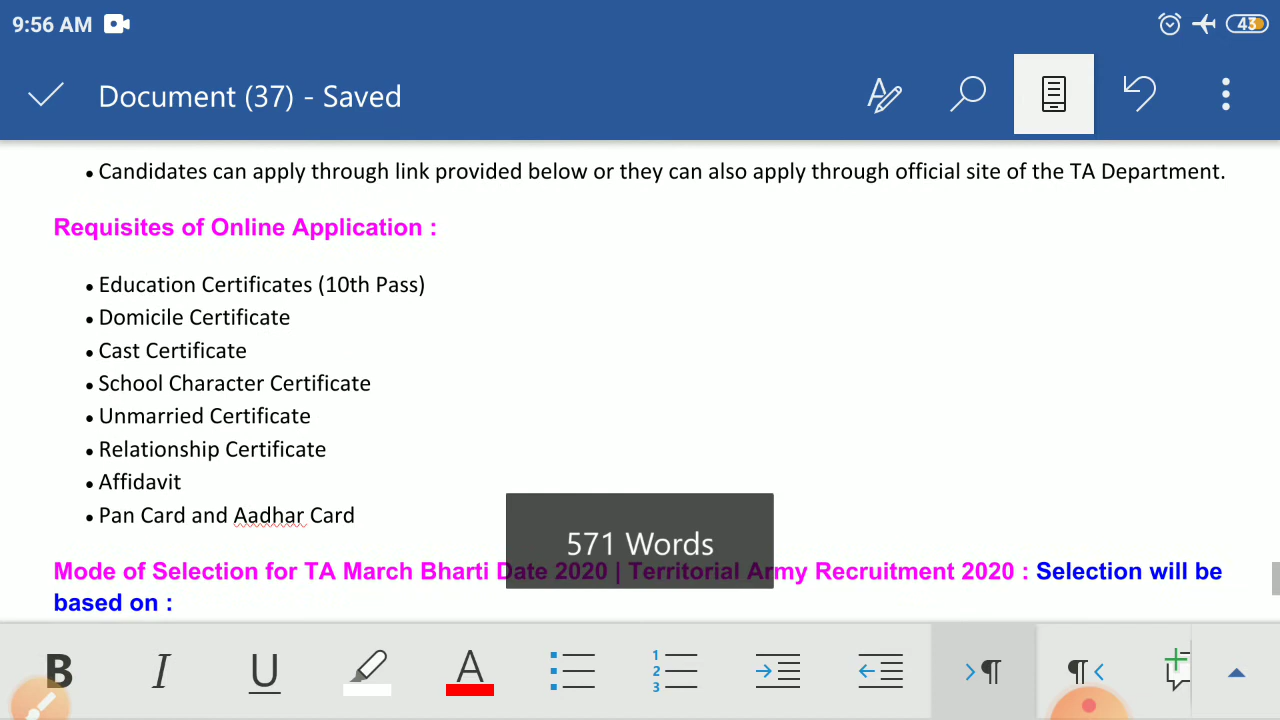 9:56 AM
43
Document (37) - Saved
• Candidates can apply through link provided below or they can also apply through official site of the TA Department.
Requisites of Online Application :
• Education Certificates (10th Pass)
• Domicile Certificate
• Cast Certificate
• School Character Certificate
• Unmarried Certificate
• Relationship Certificate
• Affidavit
• Pan Card and Aadhar Card
571 Words
Mode of Selection for TA March Bharti Date 2020 | Territorial Army Recruitment 2020 : Selection will be
based on :
B I U A 1 2 3